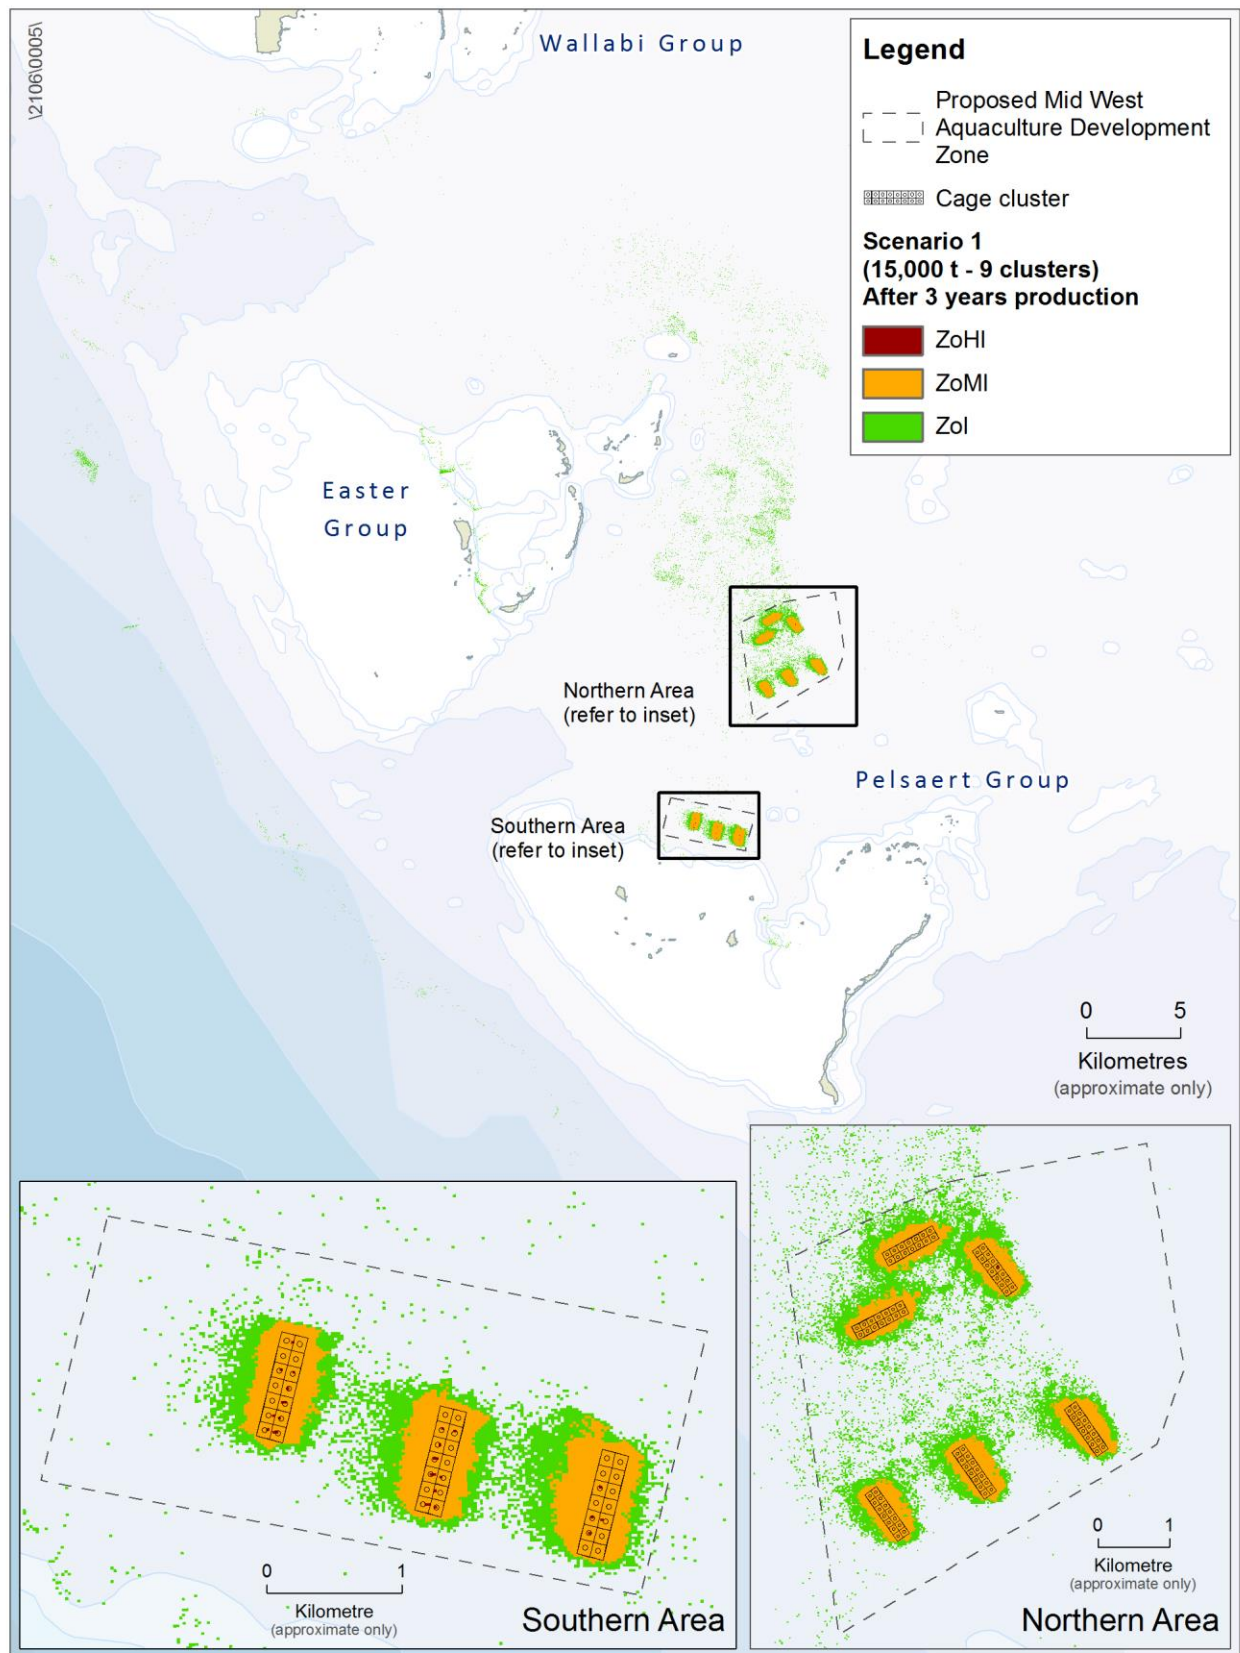 \2106\0005\
Wallabi Group
Legend
Proposed Mid West
Aquaculture Development
Zone
Cage cluster
Scenario 1
(15,000 t - 9 clusters)
After 3 years production
ZoHI
ZoMI
ZoI
Easter
Group
Northern Area
(refer to inset)
Pelsaert Group
Southern Area
(refer to inset)
0 5
Kilometres
(approximate only)
0 1
Kilometre
(approximate only)
Southern Area
0 1
Kilometre
(approximate only)
Northern Area